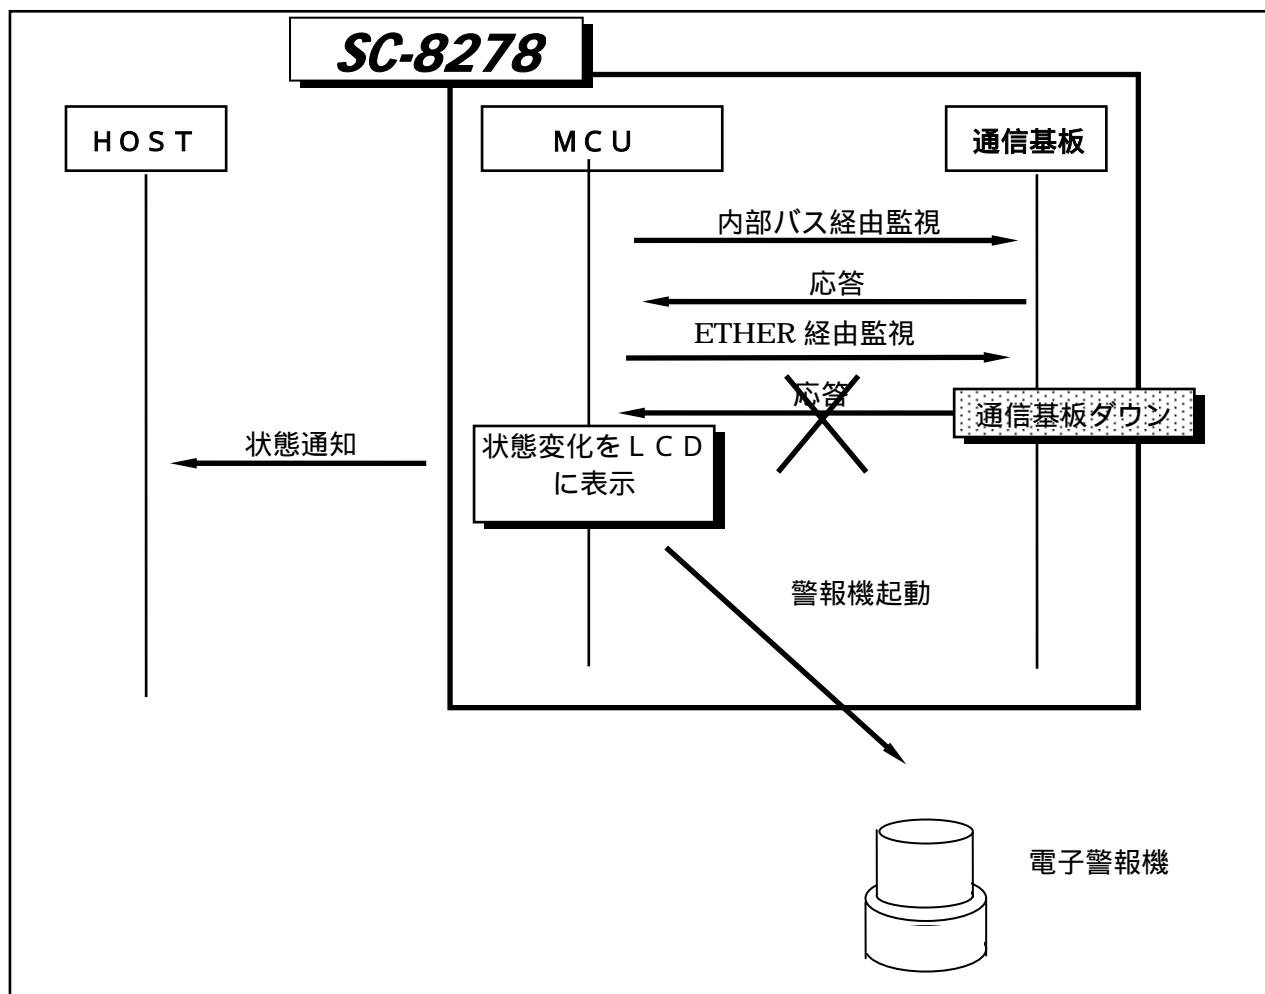 SC-8278
ＨＯＳＴ
ＭＣＵ
通信基板
内部バス経由監視
応答
ETHER 経由監視
応答
通信基板ダウン
状態通知
状態変化をＬＣＤ
に表示
警報機起動
電子警報機